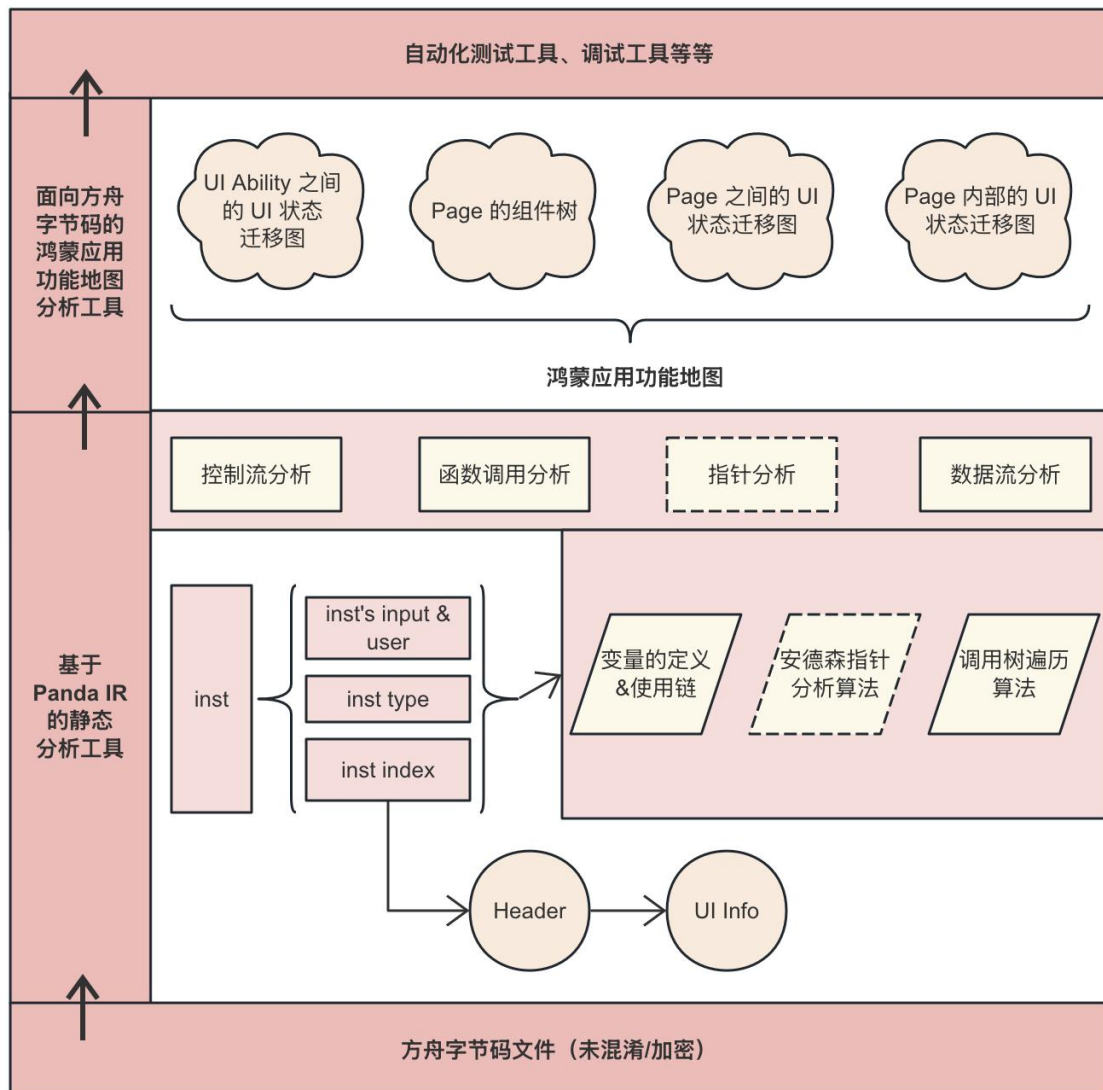 自动化测试工具、调试工具等等
面向方舟
字节码的
鸿蒙应用
功能地图
分析工具
UI Ability 之间
的 UI 状态
迁移图
Page 的组件树
Page 之间的 UI
状态迁移图
Page 内部的 UI
状态迁移图
鸿蒙应用功能地图
基于
Panda IR
的静态
分析工具
控制流分析
函数调用分析
指针分析
数据流分析
inst
inst's input &
user
inst type
inst index
变量的定义
&使用链
安德森指针
分析算法
调用树遍历
算法
Header
UI Info
方舟字节码文件（未混淆/加密）